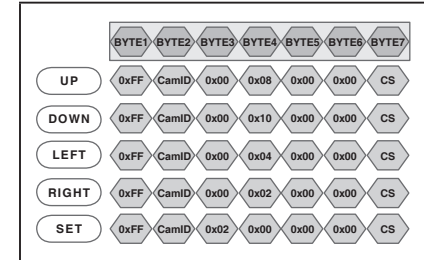 BYTE1 BYTE2 BYTE3 BYTE4 BYTE5 BYTE6 BYTE7
UP 0xFF CamID 0x00 0x08 0x00 0x00 CS
DOWN 0xFF CamID 0x00 0x10 0x00 0x00 CS
LEFT 0xFF CamID 0x00 0x04 0x00 0x00 CS
RIGHT 0xFF CamID 0x00 0x02 0x00 0x00 CS
SET 0xFF CamID 0x02 0x00 0x00 0x00 CS